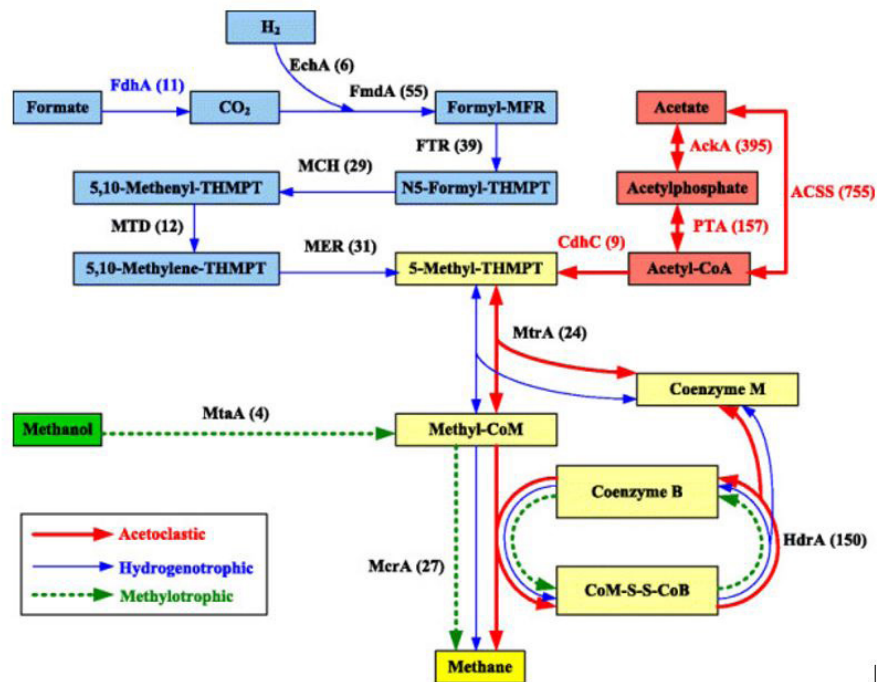 H₂
EchA (6)
FdhA (11)
FmdA (55)
Formate
CO₂
Formyl-MFR
Acetate
FTR (39)
AckA (395)
MCH (29)
5,10-Methenyl-THMPT
N5-Formyl-THMPT
Acetylphosphate
ACSS (755)
MTD (12)
PTA (157)
MER (31)
CdhC (9)
5,10-Methylene-THMPT
5-Methyl-THMPT
Acetyl-CoA
MtrA (24)
Coenzyme M
MtaA (4)
Methanol
Methyl-CoM
Coenzyme B
Acetoclastic
HdrA (150)
Hydrogenotrophic
McrA (27)
Methylotrophic
CoM-S-S-CoB
Methane